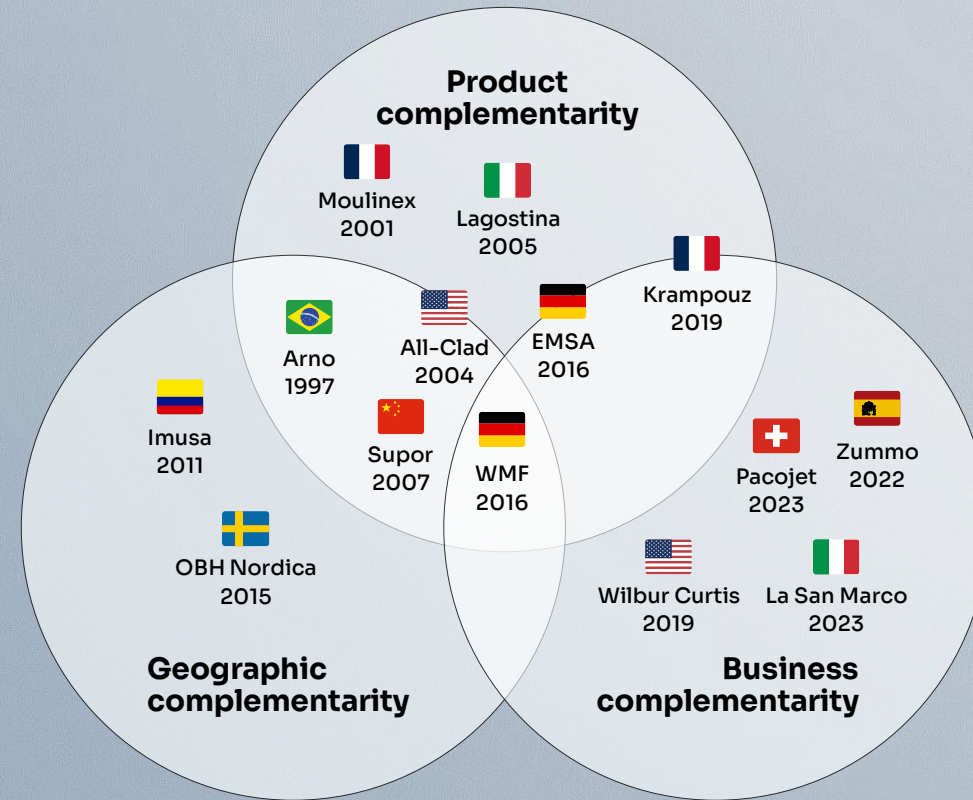 Product
complementarity
Moulinex
2001
Lagostina
2005
Krampouz
2019
Arno
1997
All-Clad
2004
EMSA
2016
Imusa
2011
Supor
2007
WMF
2016
Pacojet
2023
Zummo
2022
OBH Nordica
2015
Wilbur Curtis
2019
La San Marco
2023
Geographic
complementarity
Business
complementarity